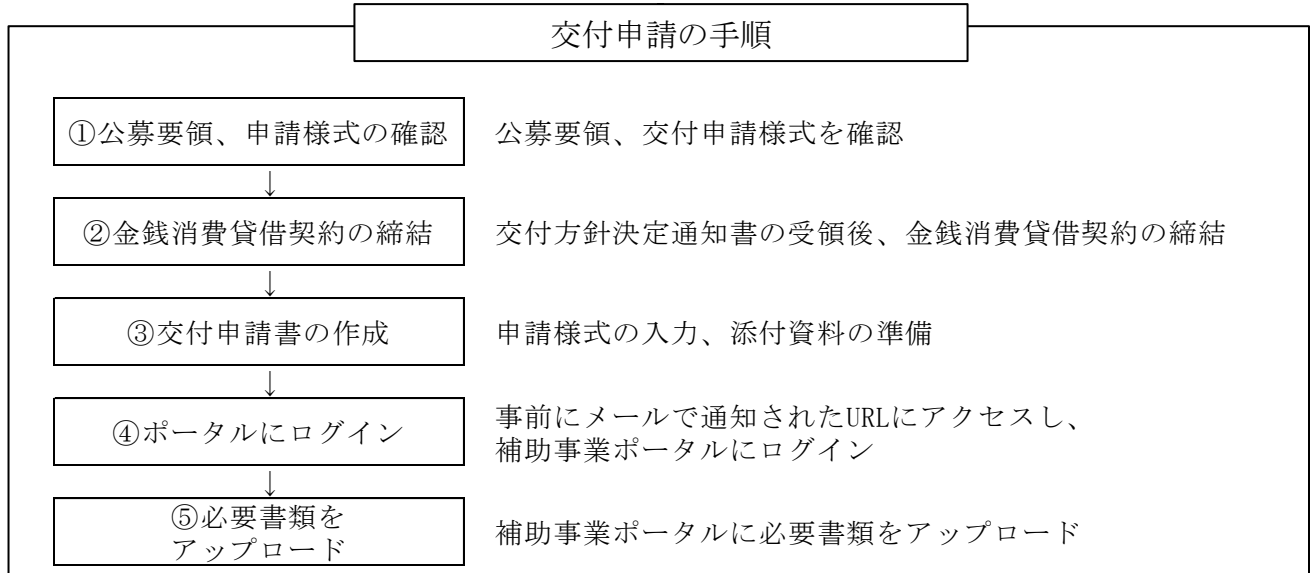 交付申請の手順
①公募要領、申請様式の確認
公募要領、交付申請様式を確認
↓
②金銭消費貸借契約の締結
交付方針決定通知書の受領後、金銭消費貸借契約の締結
↓
③交付申請書の作成
申請様式の入力、添付資料の準備
↓
④ポータルにログイン
事前にメールで通知されたURLにアクセスし、
補助事業ポータルにログイン
↓
⑤必要書類を
アップロード
補助事業ポータルに必要書類をアップロード